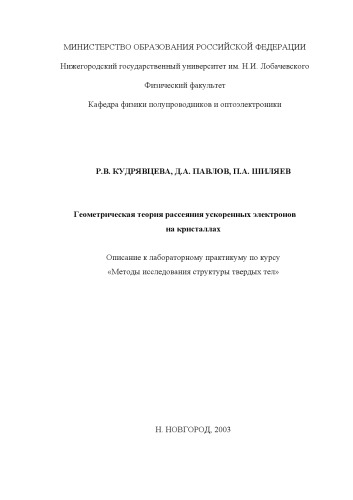 МИНИСТЕРСТВО ОБРАЗОВАНИЯ РОССИЙСКОЙ ФЕДЕРАЦИИ
Нижегородский государственный университет им. Н.И. Лобачевского
Физический факультет
Кафедра физики полупроводников и оптоэлектроники
Р.В. КУДРЯВЦЕВА, Д.А. ПАВЛОВ, П.А. ШИЛЯЕВ
Геометрическая теория рассеяния ускоренных электронов
на кристаллах
Описание к лабораторному практикуму по курсу
«Методы исследования структуры твердых тел»
Н. НОВГОРОД, 2003